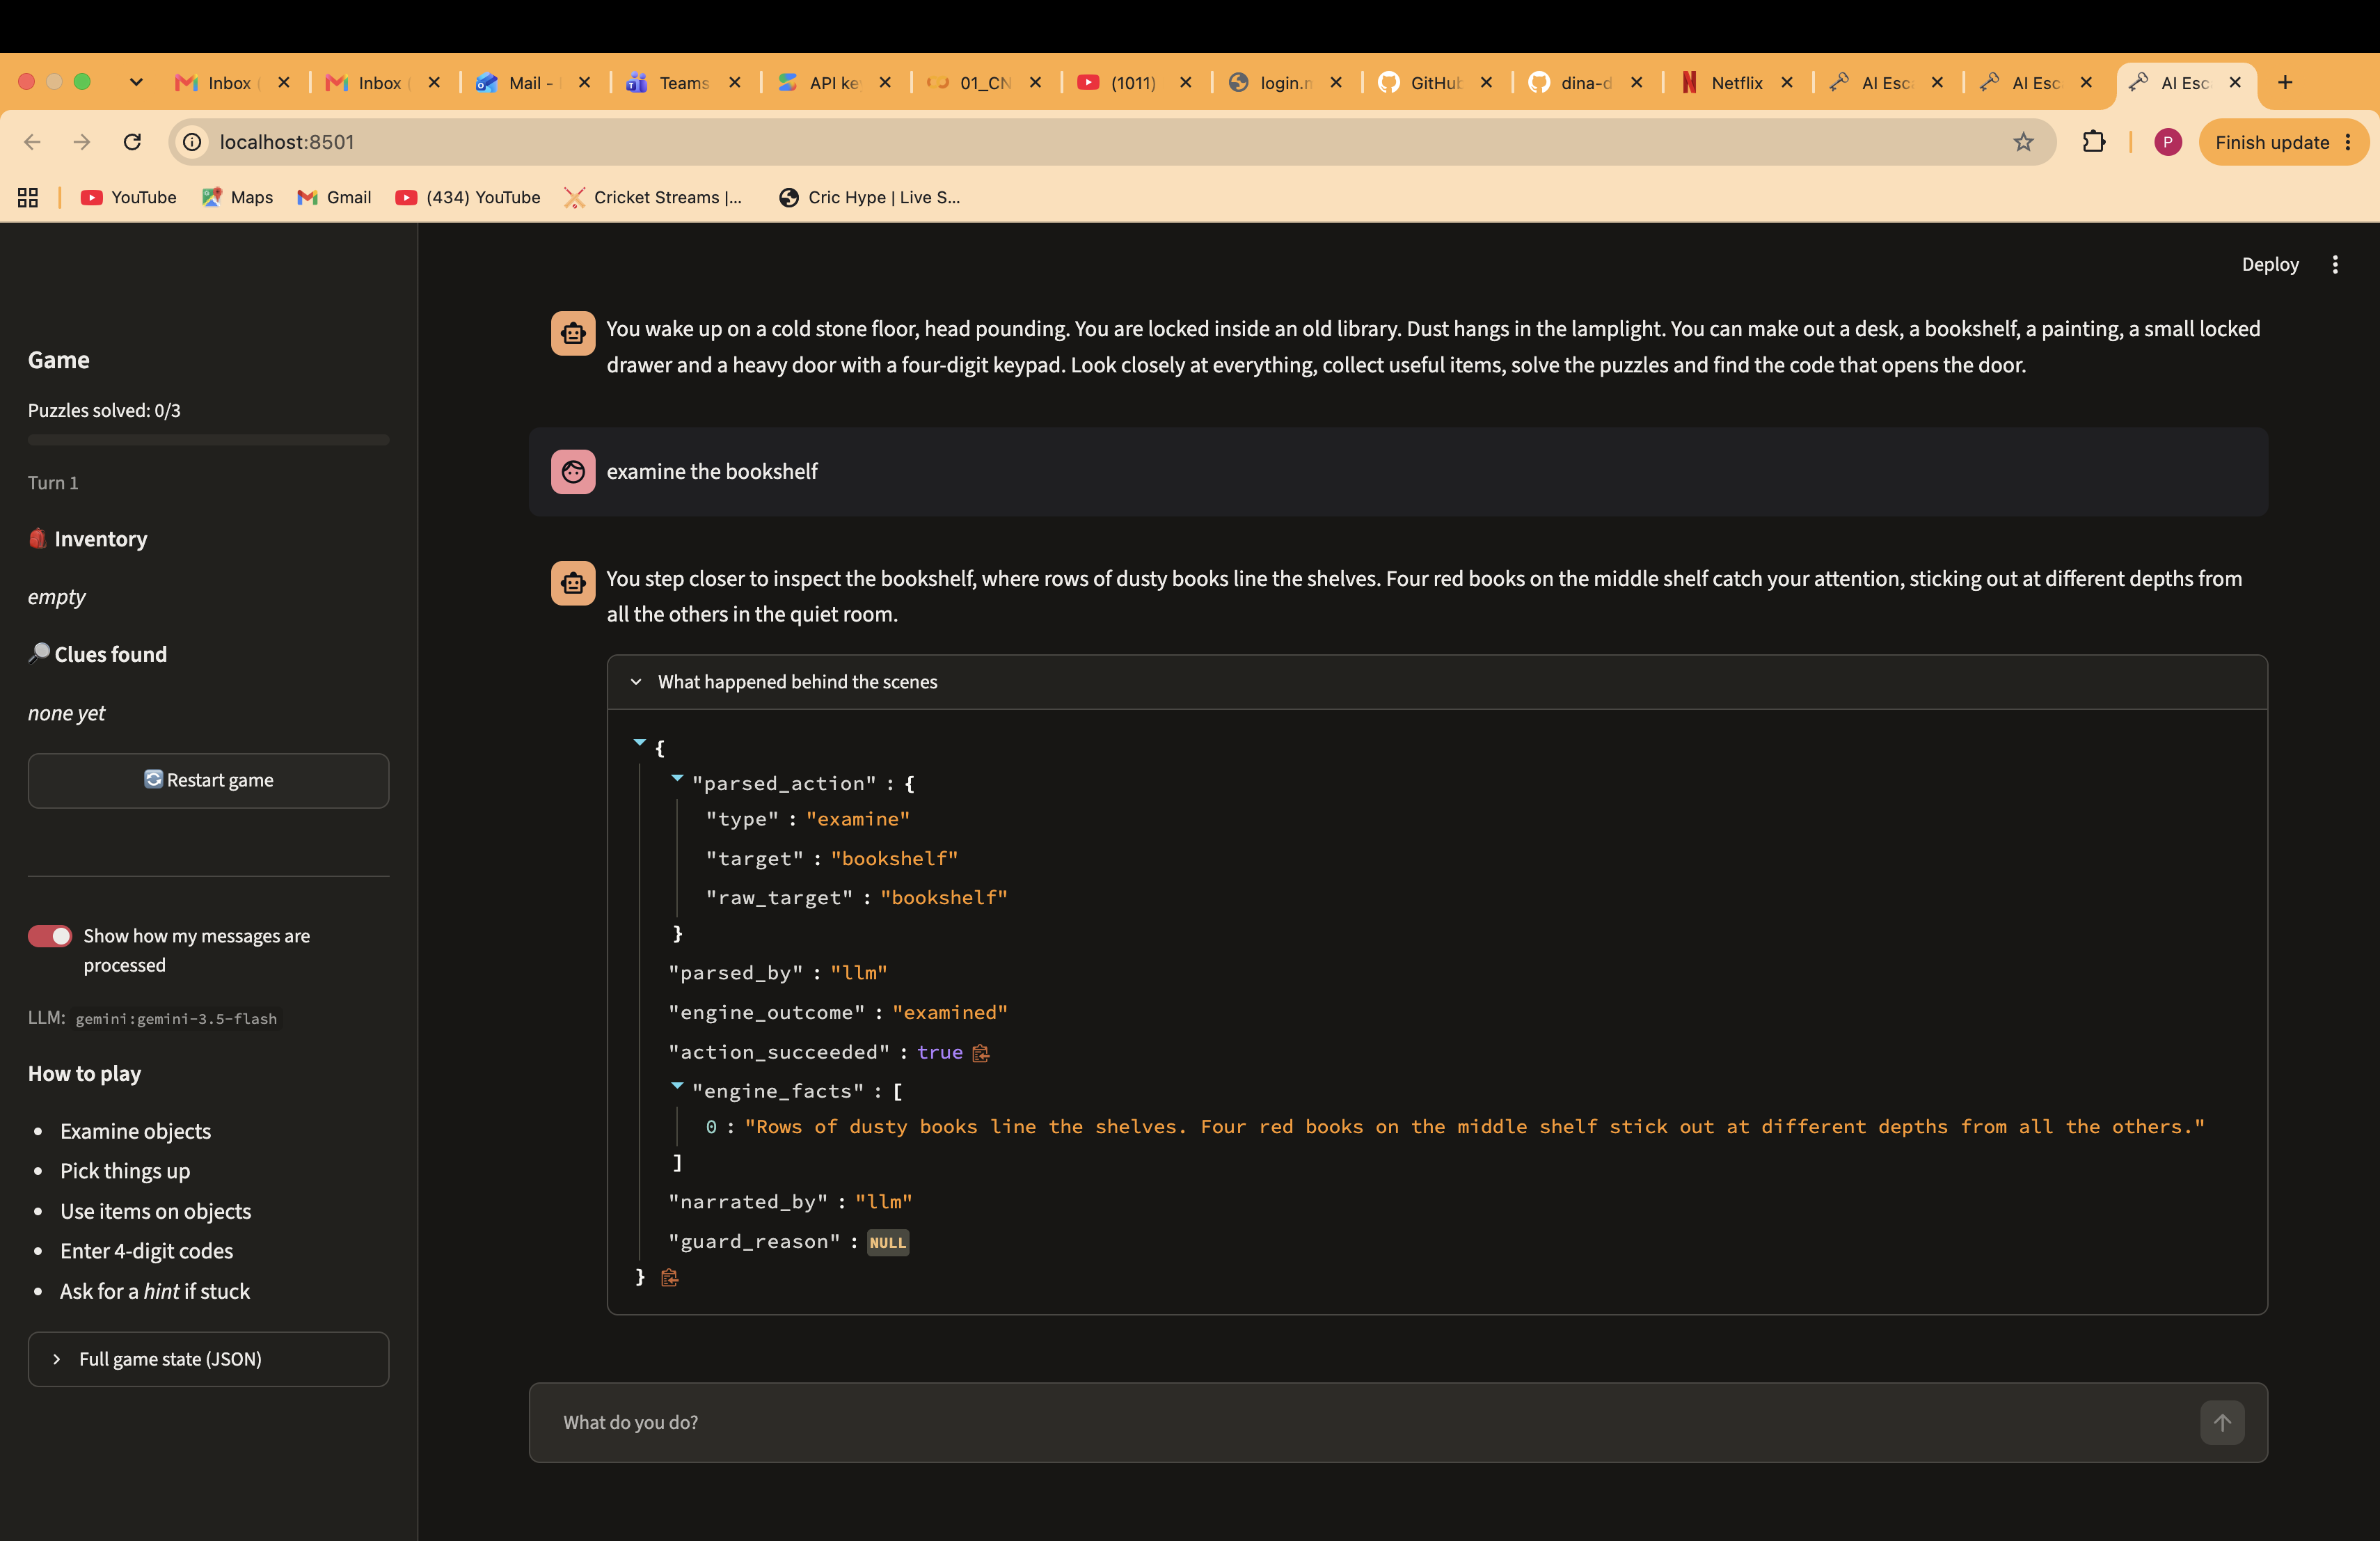 Inbox
Inbox
Mail -
Teams
API ke
01_CN
(1011)
login.n
GitHub
dina-d
Netflix
AI Esc
AI Esc
AI Esc
localhost:8501
P
Finish update
YouTube
Maps
Gmail
(434) YouTube
Cricket Streams |...
Cric Hype | Live S...
Deploy
Game
Puzzles solved: 0/3
Turn 1
Inventory
empty
Clues found
none yet
Restart game
Show how my messages are
processed
LLM: gemini:gemini-3.5-flash
How to play
Examine objects
Pick things up
Use items on objects
Enter 4-digit codes
Ask for a hint if stuck
Full game state (JSON)
You wake up on a cold stone floor, head pounding. You are locked inside an old library. Dust hangs in the lamplight. You can make out a desk, a bookshelf, a painting, a small locked
drawer and a heavy door with a four-digit keypad. Look closely at everything, collect useful items, solve the puzzles and find the code that opens the door.
examine the bookshelf
You step closer to inspect the bookshelf, where rows of dusty books line the shelves. Four red books on the middle shelf catch your attention, sticking out at different depths from
all the others in the quiet room.
What happened behind the scenes
{
"parsed_action" : {
"type" : "examine"
"target" : "bookshelf"
"raw_target" : "bookshelf"
}
"parsed_by" : "llm"
"engine_outcome" : "examined"
"action_succeeded" : true
"engine_facts" : [
0 : "Rows of dusty books line the shelves. Four red books on the middle shelf stick out at different depths from all the others."
]
"narrated_by" : "llm"
"guard_reason" : NULL
}
What do you do?